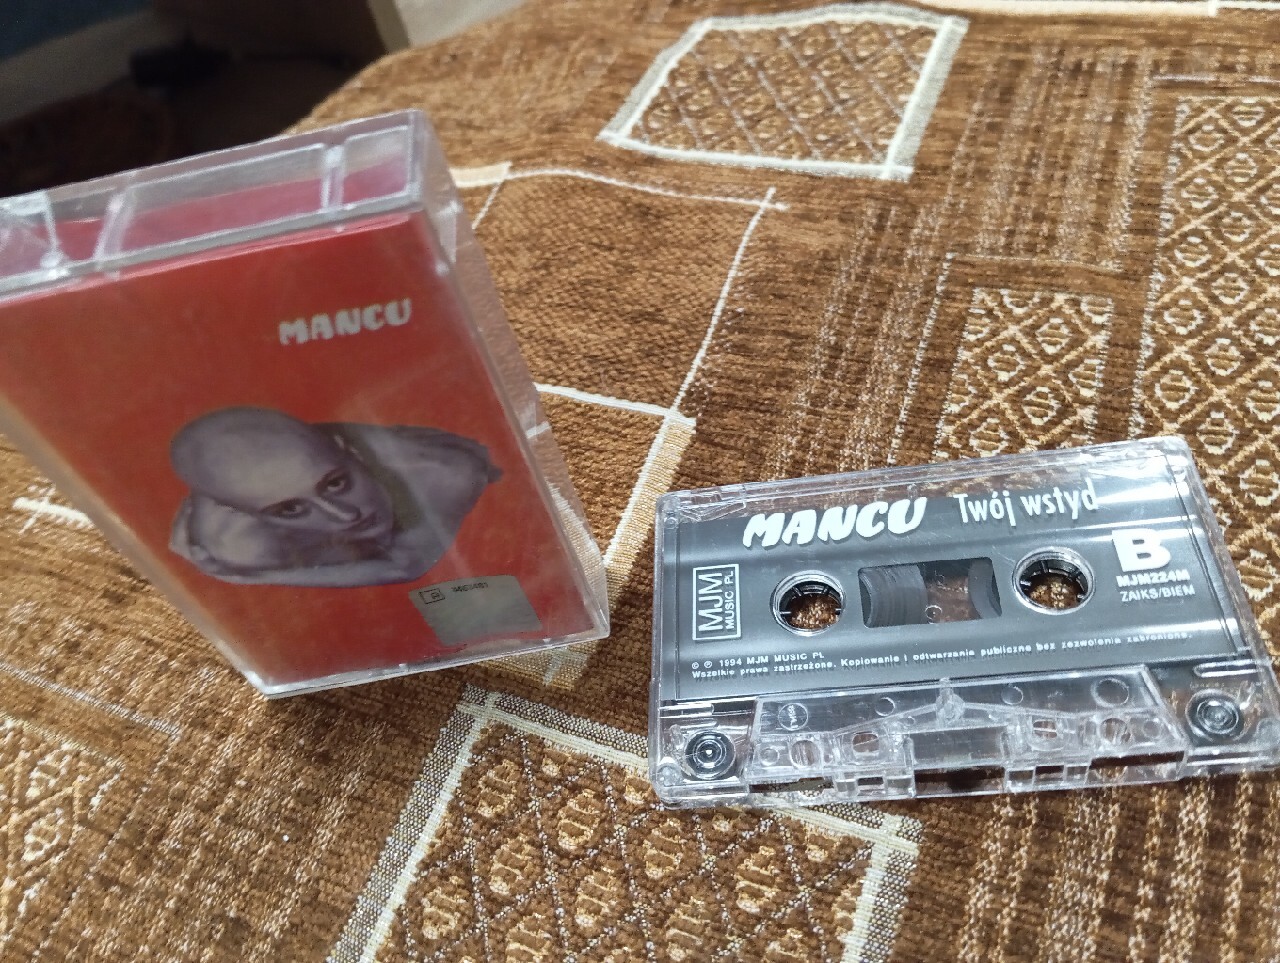 MANCU
MANCU Twój wstyd
B
MJM224M
ZAIKS/BIEM
MJM
MUSIC PL
© ℗ 1994 MJM MUSIC PL
Wszelkie prawa zastrzeżone. Kopiowanie i odtwarzanie publiczne bez zezwolenia zabronione.